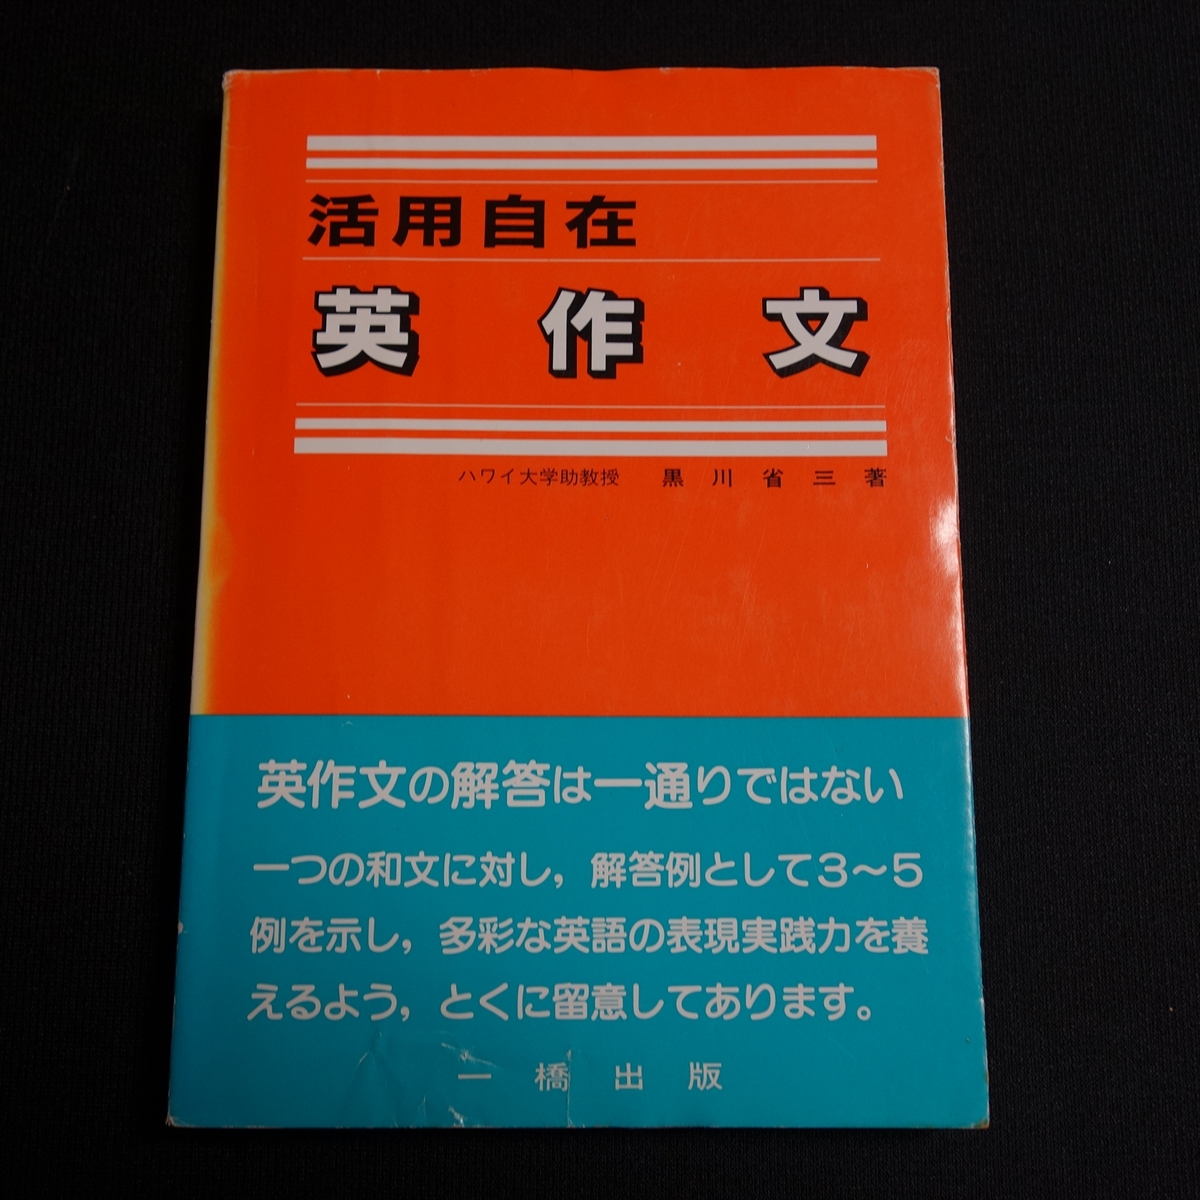 活用自在
英作文
ハワイ大学助教授 黒川省三著
英作文の解答は一通りではない
一つの和文に対し，解答例として3〜5
例を示し，多彩な英語の表現実践力を養
えるよう，とくに留意してあります。
一橋出版